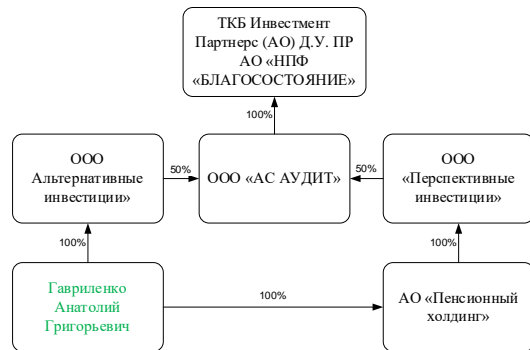 ТКБ Инвестмент
Партнерс (АО) Д.У. ПР
АО «НПФ
«БЛАГОСОСТОЯНИЕ»
100%
ООО
Альтернативные
инвестиции»
50%
ООО «АС АУДИТ»
50%
ООО
«Перспективные
инвестиции»
100%
100%
Гавриленко
Анатолий
Григорьевич
100%
АО «Пенсионный
холдинг»